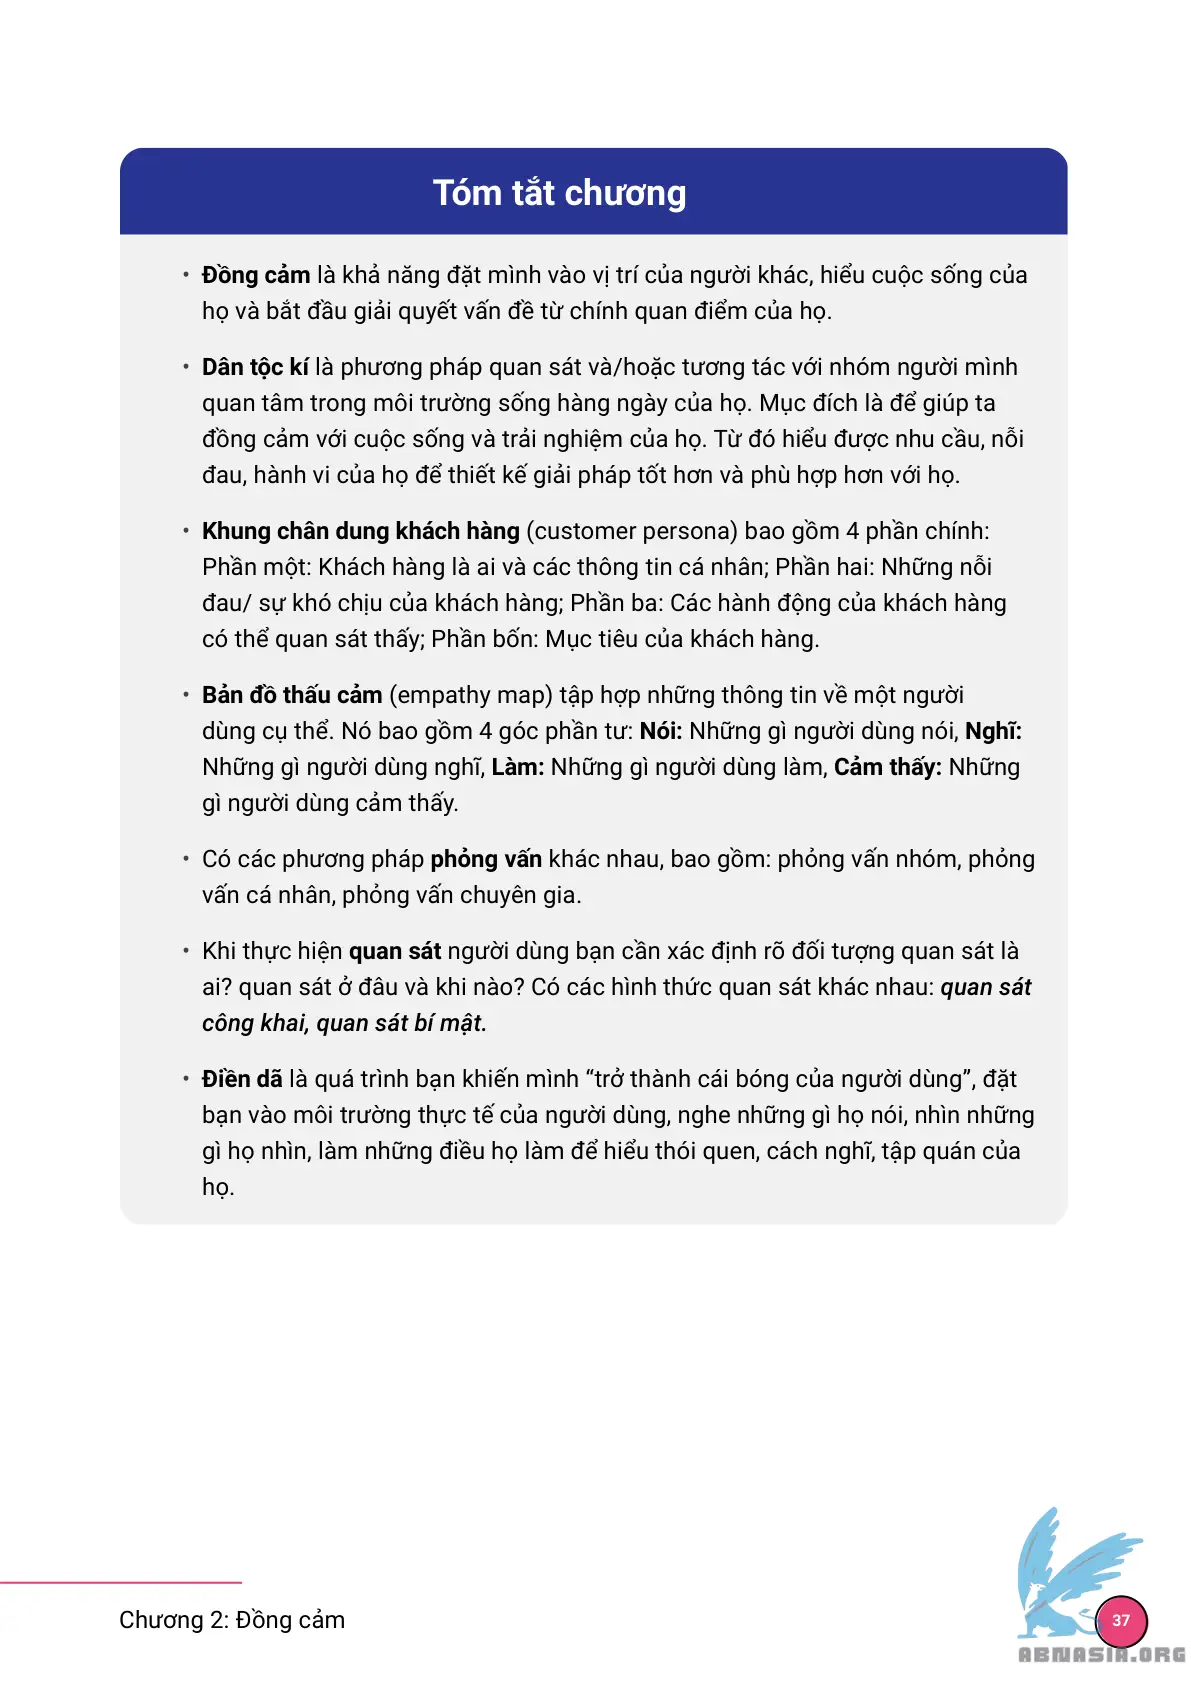 Tóm tắt chương
• Đồng cảm là khả năng đặt mình vào vị trí của người khác, hiểu cuộc sống của
họ và bắt đầu giải quyết vấn đề từ chính quan điểm của họ.
• Dân tộc kí là phương pháp quan sát và/hoặc tương tác với nhóm người mình
quan tâm trong môi trường sống hàng ngày của họ. Mục đích là để giúp ta
đồng cảm với cuộc sống và trải nghiệm của họ. Từ đó hiểu được nhu cầu, nỗi
đau, hành vi của họ để thiết kế giải pháp tốt hơn và phù hợp hơn với họ.
• Khung chân dung khách hàng (customer persona) bao gồm 4 phần chính:
Phần một: Khách hàng là ai và các thông tin cá nhân; Phần hai: Những nỗi
đau/ sự khó chịu của khách hàng; Phần ba: Các hành động của khách hàng
có thể quan sát thấy; Phần bốn: Mục tiêu của khách hàng.
• Bản đồ thấu cảm (empathy map) tập hợp những thông tin về một người
dùng cụ thể. Nó bao gồm 4 góc phần tư: Nói: Những gì người dùng nói, Nghĩ:
Những gì người dùng nghĩ, Làm: Những gì người dùng làm, Cảm thấy: Những
gì người dùng cảm thấy.
• Có các phương pháp phỏng vấn khác nhau, bao gồm: phỏng vấn nhóm, phỏng
vấn cá nhân, phỏng vấn chuyên gia.
• Khi thực hiện quan sát người dùng bạn cần xác định rõ đối tượng quan sát là
ai? quan sát ở đâu và khi nào? Có các hình thức quan sát khác nhau: quan sát
công khai, quan sát bí mật.
• Điền dã là quá trình bạn khiến mình “trở thành cái bóng của người dùng”, đặt
bạn vào môi trường thực tế của người dùng, nghe những gì họ nói, nhìn những
gì họ nhìn, làm những điều họ làm để hiểu thói quen, cách nghĩ, tập quán của
họ.
Chương 2: Đồng cảm
37
ABNASIA.ORG